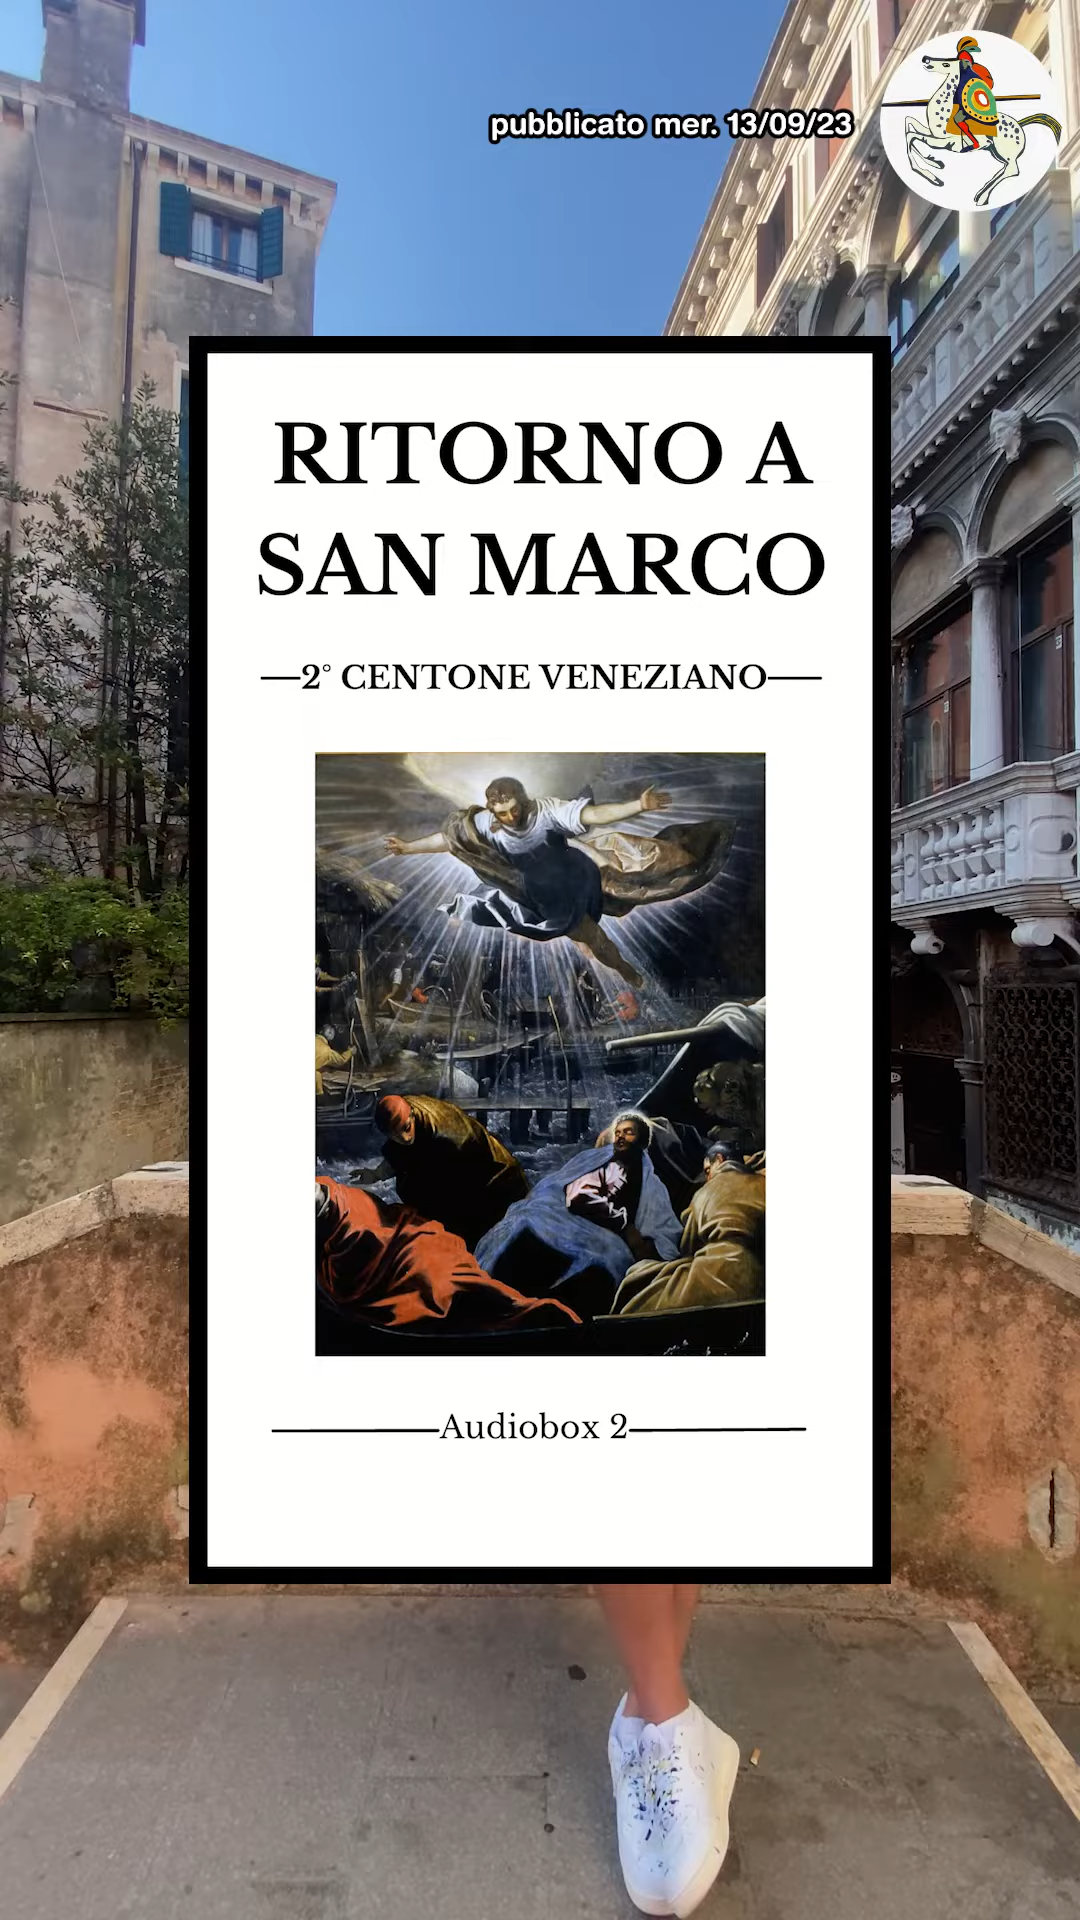 pubblicato mer. 13/09/23
RITORNO A
SAN MARCO
2° CENTONE VENEZIANO
Audiobox 2